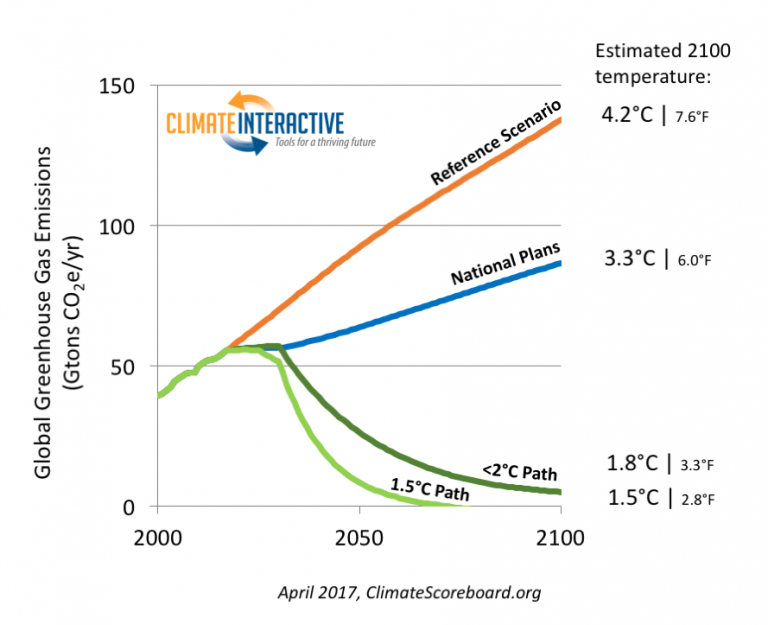 Estimated 2100
temperature:
150
CLIMATEINTERACTIVE
Tools for a thriving future
Reference Scenario
4.2°C | 7.6°F
Global Greenhouse Gas Emissions
(Gtons CO₂e/yr)
100
National Plans
3.3°C | 6.0°F
50
<2°C Path
1.8°C | 3.3°F
1.5°C Path
1.5°C | 2.8°F
0
2000
2050
2100
April 2017, ClimateScoreboard.org